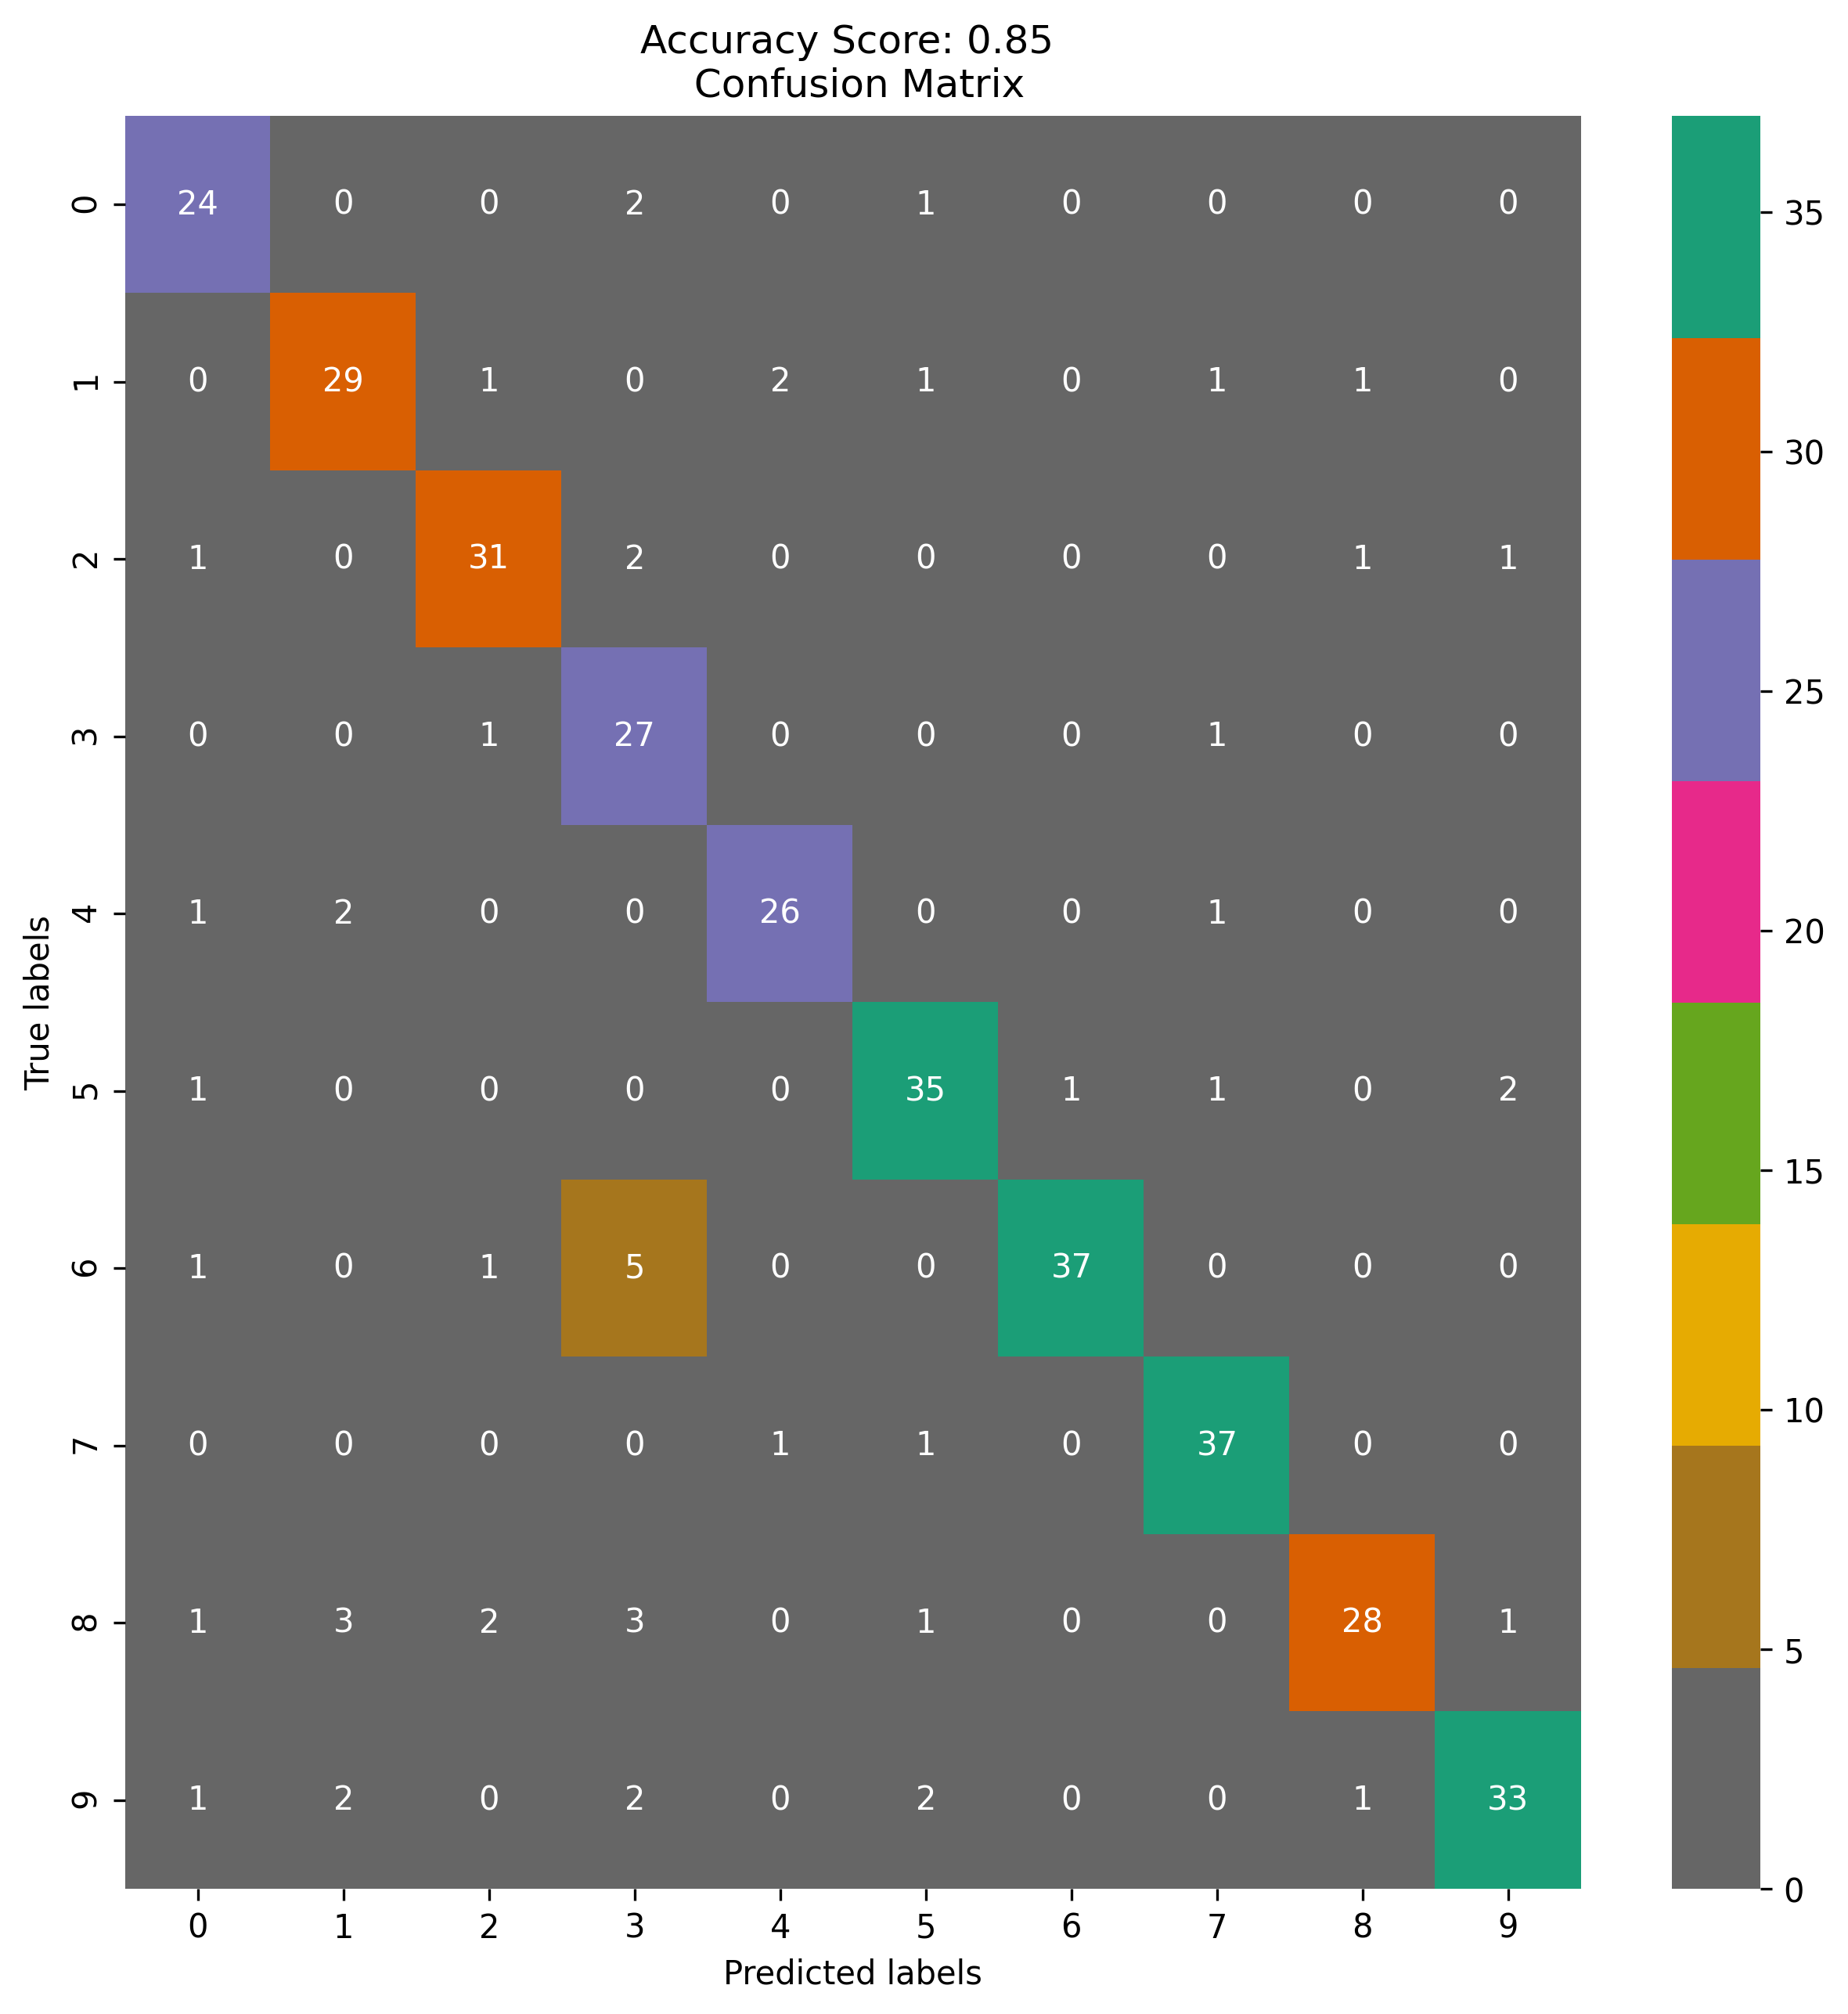 Accuracy Score: 0.85
Confusion Matrix
0 24 0 0 2 0 1 0 0 0 0
1 0 29 1 0 2 1 0 1 1 0
2 1 0 31 2 0 0 0 0 1 1
3 0 0 1 27 0 0 0 1 0 0
4 1 2 0 0 26 0 0 1 0 0
5 1 0 0 0 0 35 1 1 0 2
6 1 0 1 5 0 0 37 0 0 0
7 0 0 0 0 1 1 0 37 0 0
8 1 3 2 3 0 1 0 0 28 1
9 1 2 0 2 0 2 0 0 1 33
0 1 2 3 4 5 6 7 8 9
Predicted labels
True labels
35
30
25
20
15
10
5
0